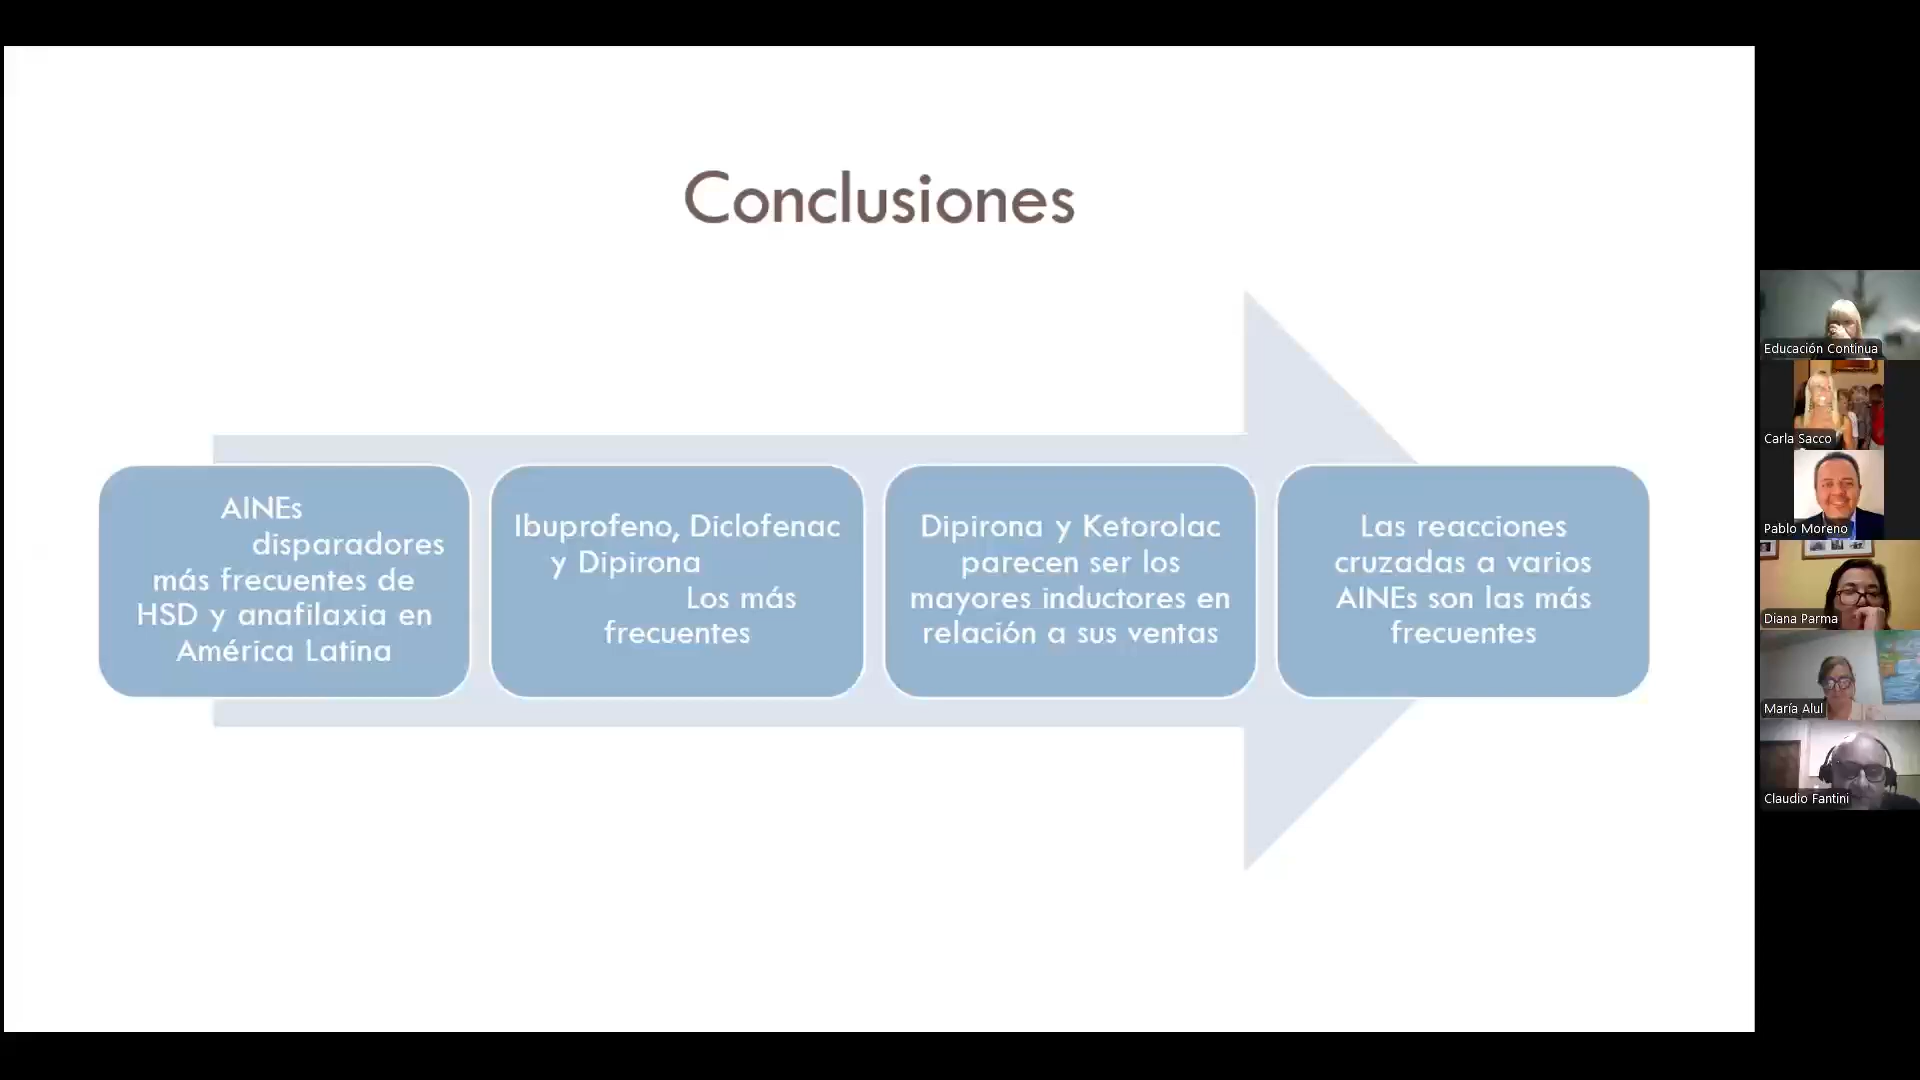 Conclusiones
AINEs
disparadores
más frecuentes de
HSD y anafilaxia en
América Latina
Ibuprofeno, Diclofenac
y Dipirona
Los más
frecuentes
Dipirona y Ketorolac
parecen ser los
mayores inductores en
relación a sus ventas
Las reacciones
cruzadas a varios
AINEs son las más
frecuentes
Educación Contínua
Carla Sacco
Pablo Moreno
Diana Parma
María Alul
Claudio Fantini